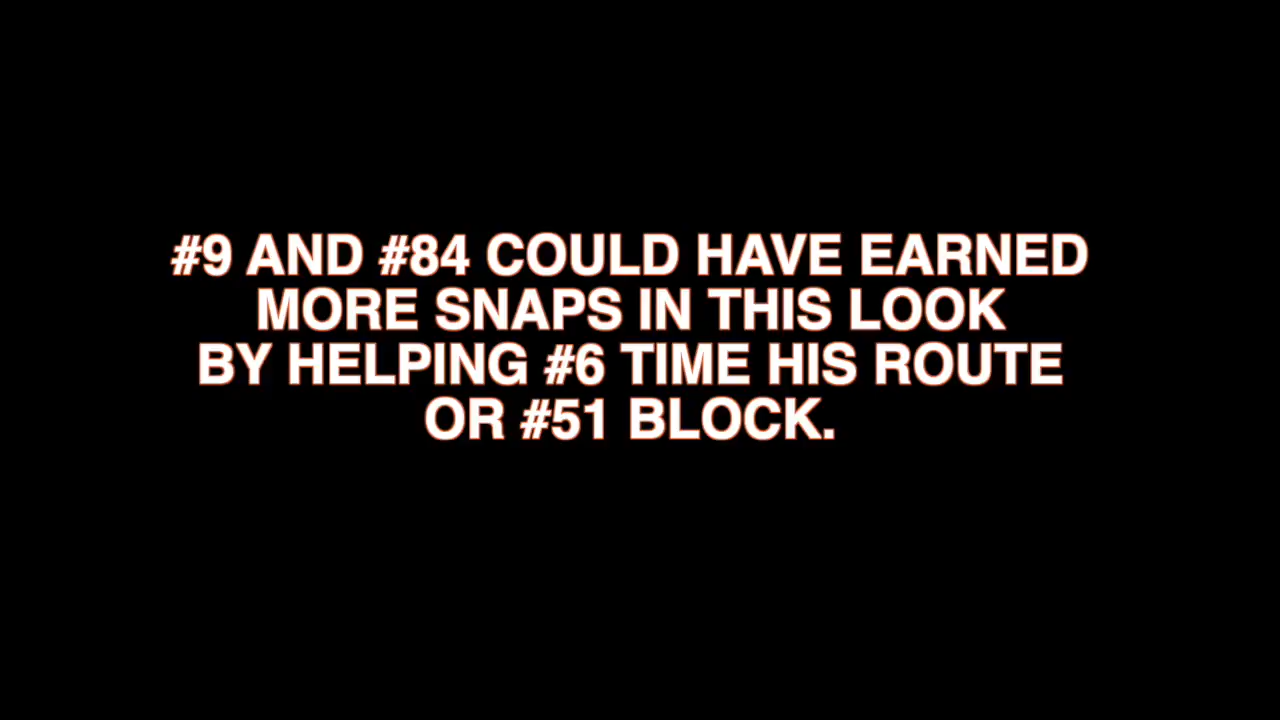 #9 AND #84 COULD HAVE EARNED
MORE SNAPS IN THIS LOOK
BY HELPING #6 TIME HIS ROUTE
OR #51 BLOCK.